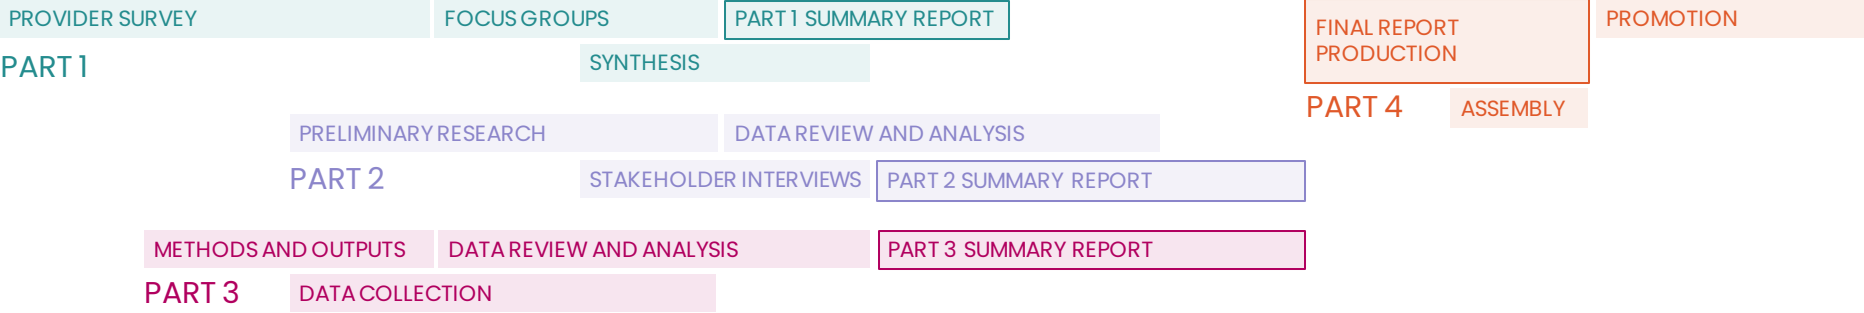 PROVIDER SURVEY
FOCUS GROUPS
PART 1 SUMMARY REPORT
SYNTHESIS
PART 1
FINAL REPORT
PRODUCTION
PROMOTION
PART 4
ASSEMBLY
PRELIMINARY RESEARCH
DATA REVIEW AND ANALYSIS
PART 2
STAKEHOLDER INTERVIEWS
PART 2 SUMMARY REPORT
METHODS AND OUTPUTS
DATA REVIEW AND ANALYSIS
PART 3 SUMMARY REPORT
PART 3
DATA COLLECTION